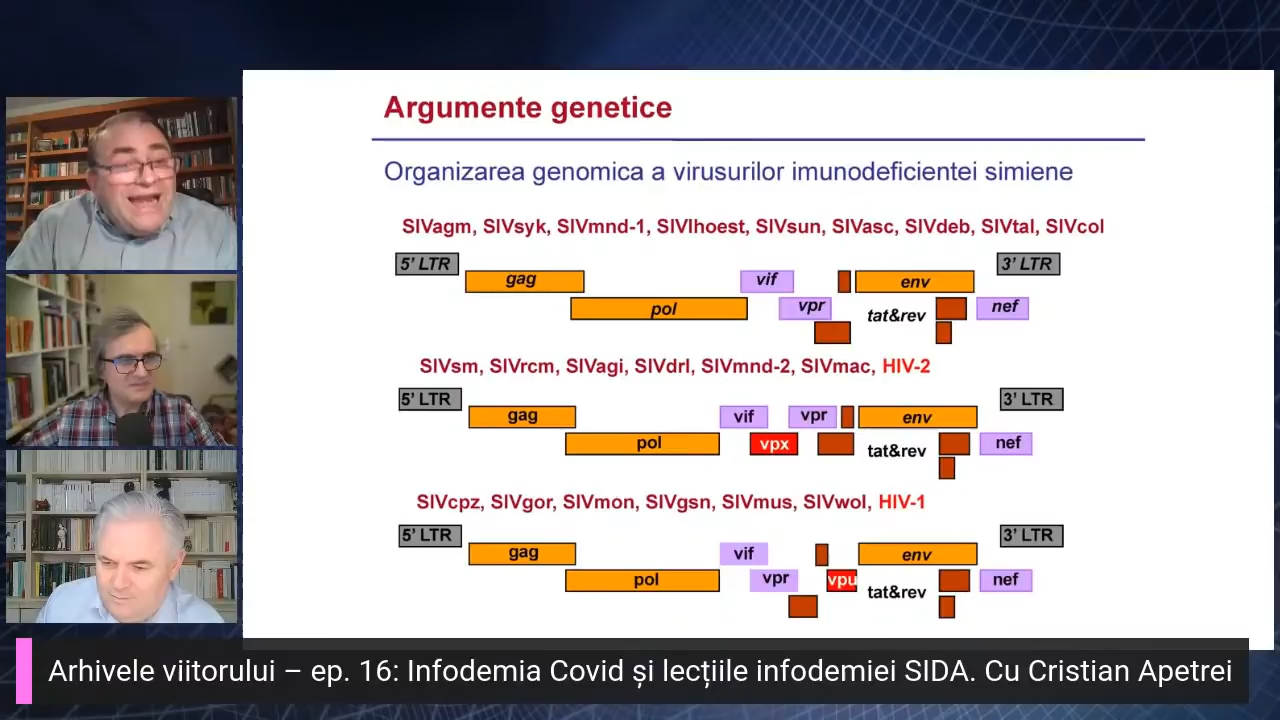 Argumente genetice
Organizarea genomica a virusurilor imunodeficientei simiene
SIVagm, SIVsyk, SIVmnd-1, SIVlhoest, SIVsun, SIVasc, SIVdeb, SIVtal, SIVcol
5' LTR
3' LTR
gag
vif
env
pol
vpr
tat&rev
nef
SIVsm, SIVrcm, SIVagi, SIVdrl, SIVmnd-2, SIVmac, HIV-2
5' LTR
3' LTR
gag
vif
vpr
env
pol
vpx
tat&rev
nef
SIVcpz, SIVgor, SIVmon, SIVgsn, SIVmus, SIVwol, HIV-1
5' LTR
3' LTR
gag
vif
env
pol
vpr
vpu
tat&rev
nef
Arhivele viitorului – ep. 16: Infodemia Covid și lecțiile infodemiei SIDA. Cu Cristian Apetrei